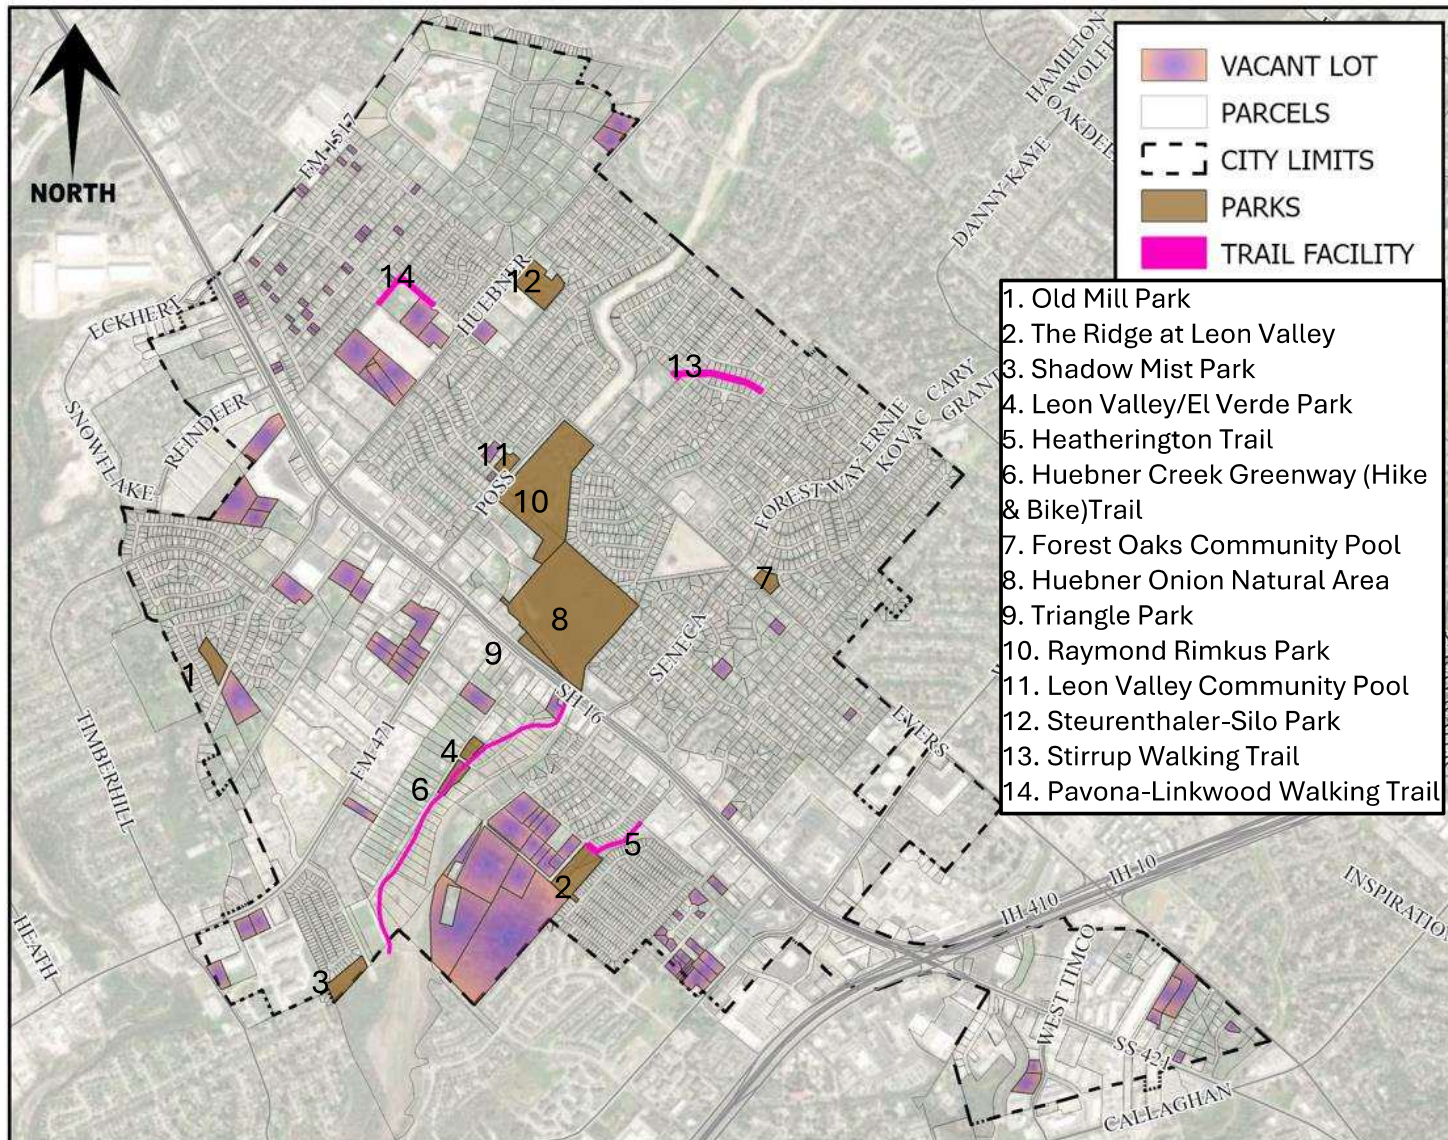 NORTH
VACANT LOT
PARCELS
CITY LIMITS
PARKS
TRAIL FACILITY
1. Old Mill Park
2. The Ridge at Leon Valley
3. Shadow Mist Park
4. Leon Valley/El Verde Park
5. Heatherington Trail
6. Huebner Creek Greenway (Hike
& Bike)Trail
7. Forest Oaks Community Pool
8. Huebner Onion Natural Area
9. Triangle Park
10. Raymond Rimkus Park
11. Leon Valley Community Pool
12. Steurenthaler-Silo Park
13. Stirrup Walking Trail
14. Pavona-Linkwood Walking Trail
HAMILTON
O WOLFE
DANNY KAYE
FM 1517
HUEBNER
ECKHERT
REINDEER
SNOWFLAKE
POSS
CARY
GRANT
ERNIE
KOVAC
FOREST WAY
SENECA
SH 16
EVERS
FM 471
TIMBERHILL
HEATH
IH 10
IH 410
INSPIRATION
WEST TIMCO
SS 421
CALLAGHAN
14
12
13
11
10
7
8
9
1
4
6
5
2
3